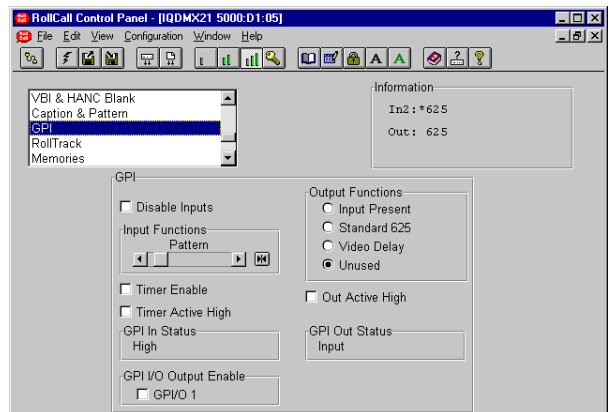 RollCall Control Panel - [IQDMX21 5000:D1:05]
File Edit View Configuration Window Help
VBI & HANC Blank
Caption & Pattern
GPI
RollTrack
Memories
Information
In2:*625
Out: 625
GPI
Disable Inputs
Input Functions
Pattern
Timer Enable
Timer Active High
GPI In Status
High
GPI I/O Output Enable
GPI/O 1
Output Functions
Input Present
Standard 625
Video Delay
Unused
Out Active High
GPI Out Status
Input